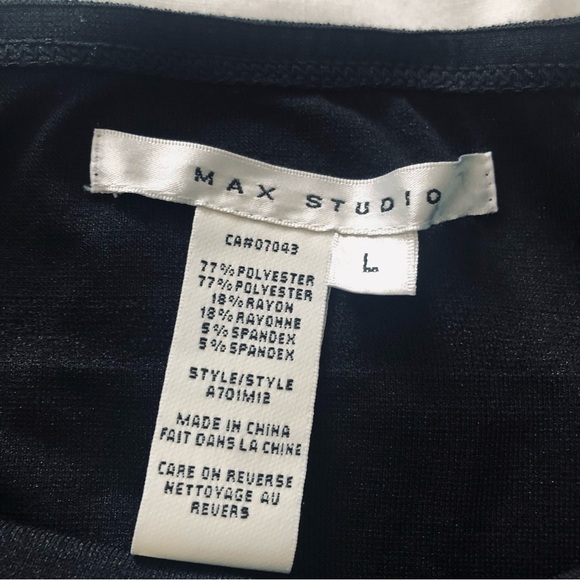 MAX STUDIO
L
CA#07043
77% POLYESTER
77% POLYESTER
18% RAYON
18% RAYONNE
5% SPANDEX
5% SPANDEX
STYLE/STYLE
A701M12
MADE IN CHINA
FAIT DANS LA CHINE
CARE ON REVERSE
NETTOYAGE AU
REVERS